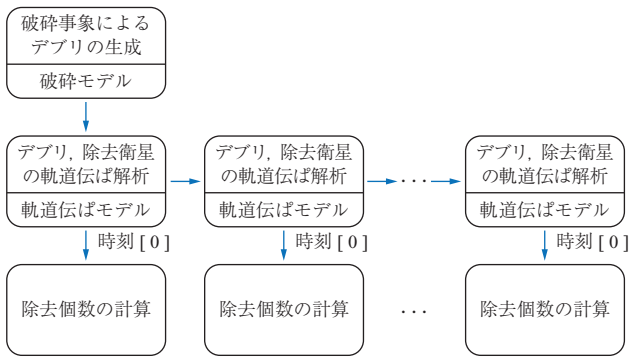 破砕事象による
デブリの生成
破砕モデル
デブリ, 除去衛星
の軌道伝ぱ解析
軌道伝ぱモデル
デブリ, 除去衛星
の軌道伝ぱ解析
軌道伝ぱモデル
···
デブリ, 除去衛星
の軌道伝ぱ解析
軌道伝ぱモデル
時刻 [ 0 ]
時刻 [ 0 ]
時刻 [ 0 ]
除去個数の計算
除去個数の計算
···
除去個数の計算